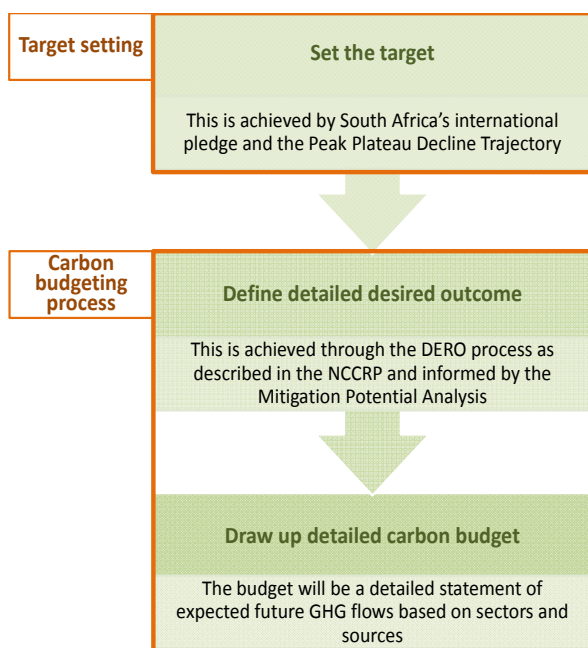 Target setting
Set the target
This is achieved by South Africa's international
pledge and the Peak Plateau Decline Trajectory
Carbon
budgeting
process
Define detailed desired outcome
This is achieved through the DERO process as
described in the NCCRP and informed by the
Mitigation Potential Analysis
Draw up detailed carbon budget
The budget will be a detailed statement of
expected future GHG flows based on sectors and
sources